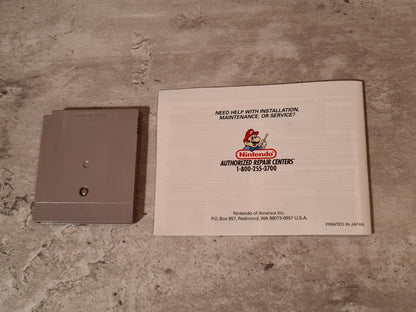 NEED HELP WITH INSTALLATION,
MAINTENANCE, OR SERVICE?
Nintendo
AUTHORIZED REPAIR CENTERS
1-800-255-3700
Nintendo of America Inc.
P.O. Box 957, Redmond, WA 98073-0957 U.S.A.
PRINTED IN JAPAN